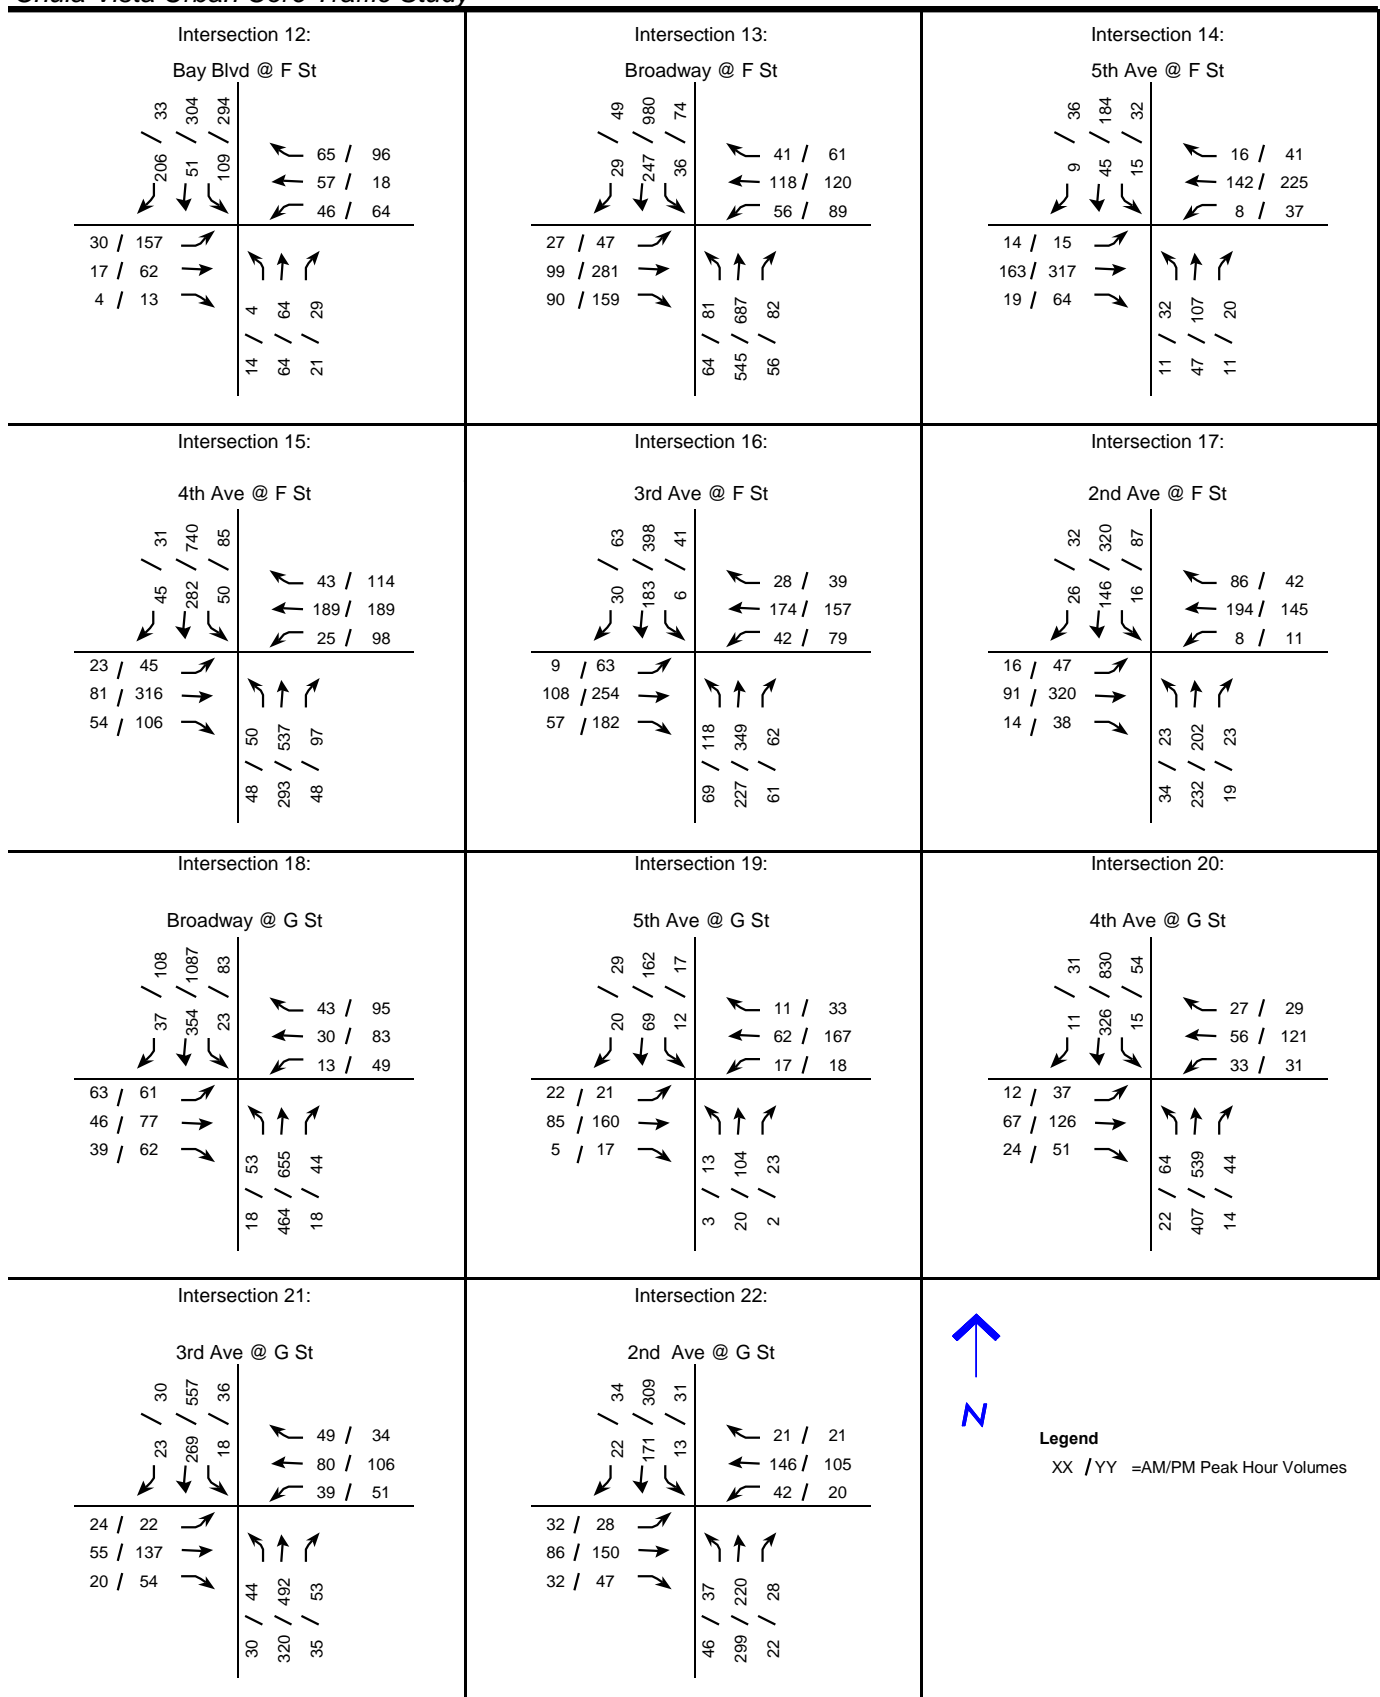 Chula Vista Urban Core Traffic Study
Intersection 12:
Bay Blvd @ F St
33 304 294
206 51 109
65 / 96
57 / 18
46 / 64
30 / 157
17 / 62
4 / 13
4 64 29
14 64 21
Intersection 13:
Broadway @ F St
49 980 74
29 247 36
41 / 61
118 / 120
56 / 89
27 / 47
99 / 281
90 / 159
81 687 82
64 545 56
Intersection 14:
5th Ave @ F St
36 184 32
9 45 15
16 / 41
142 / 225
8 / 37
14 / 15
163 / 317
19 / 64
32 107 20
11 47 11
Intersection 15:
4th Ave @ F St
31 740 85
45 282 50
43 / 114
189 / 189
25 / 98
23 / 45
81 / 316
54 / 106
50 537 97
48 293 48
Intersection 16:
3rd Ave @ F St
63 398 41
30 183 6
28 / 39
174 / 157
42 / 79
9 / 63
108 / 254
57 / 182
118 349 62
69 227 61
Intersection 17:
2nd Ave @ F St
32 320 87
26 146 16
86 / 42
194 / 145
8 / 11
16 / 47
91 / 320
14 / 38
23 202 23
34 232 19
Intersection 18:
Broadway @ G St
108 1087 83
37 354 23
43 / 95
30 / 83
13 / 49
63 / 61
46 / 77
39 / 62
53 655 44
18 464 18
Intersection 19:
5th Ave @ G St
29 162 17
20 69 12
11 / 33
62 / 167
17 / 18
22 / 21
85 / 160
5 / 17
13 104 23
3 20 2
Intersection 20:
4th Ave @ G St
31 830 54
11 326 15
27 / 29
56 / 121
33 / 31
12 / 37
67 / 126
24 / 51
64 539 44
22 407 14
Intersection 21:
3rd Ave @ G St
30 557 36
23 269 18
49 / 34
80 / 106
39 / 51
24 / 22
55 / 137
20 / 54
44 492 53
30 320 35
Intersection 22:
2nd Ave @ G St
34 309 31
22 171 13
21 / 21
146 / 105
42 / 20
32 / 28
86 / 150
32 / 47
37 220 28
46 299 22
N
Legend
XX / YY =AM/PM Peak Hour Volumes